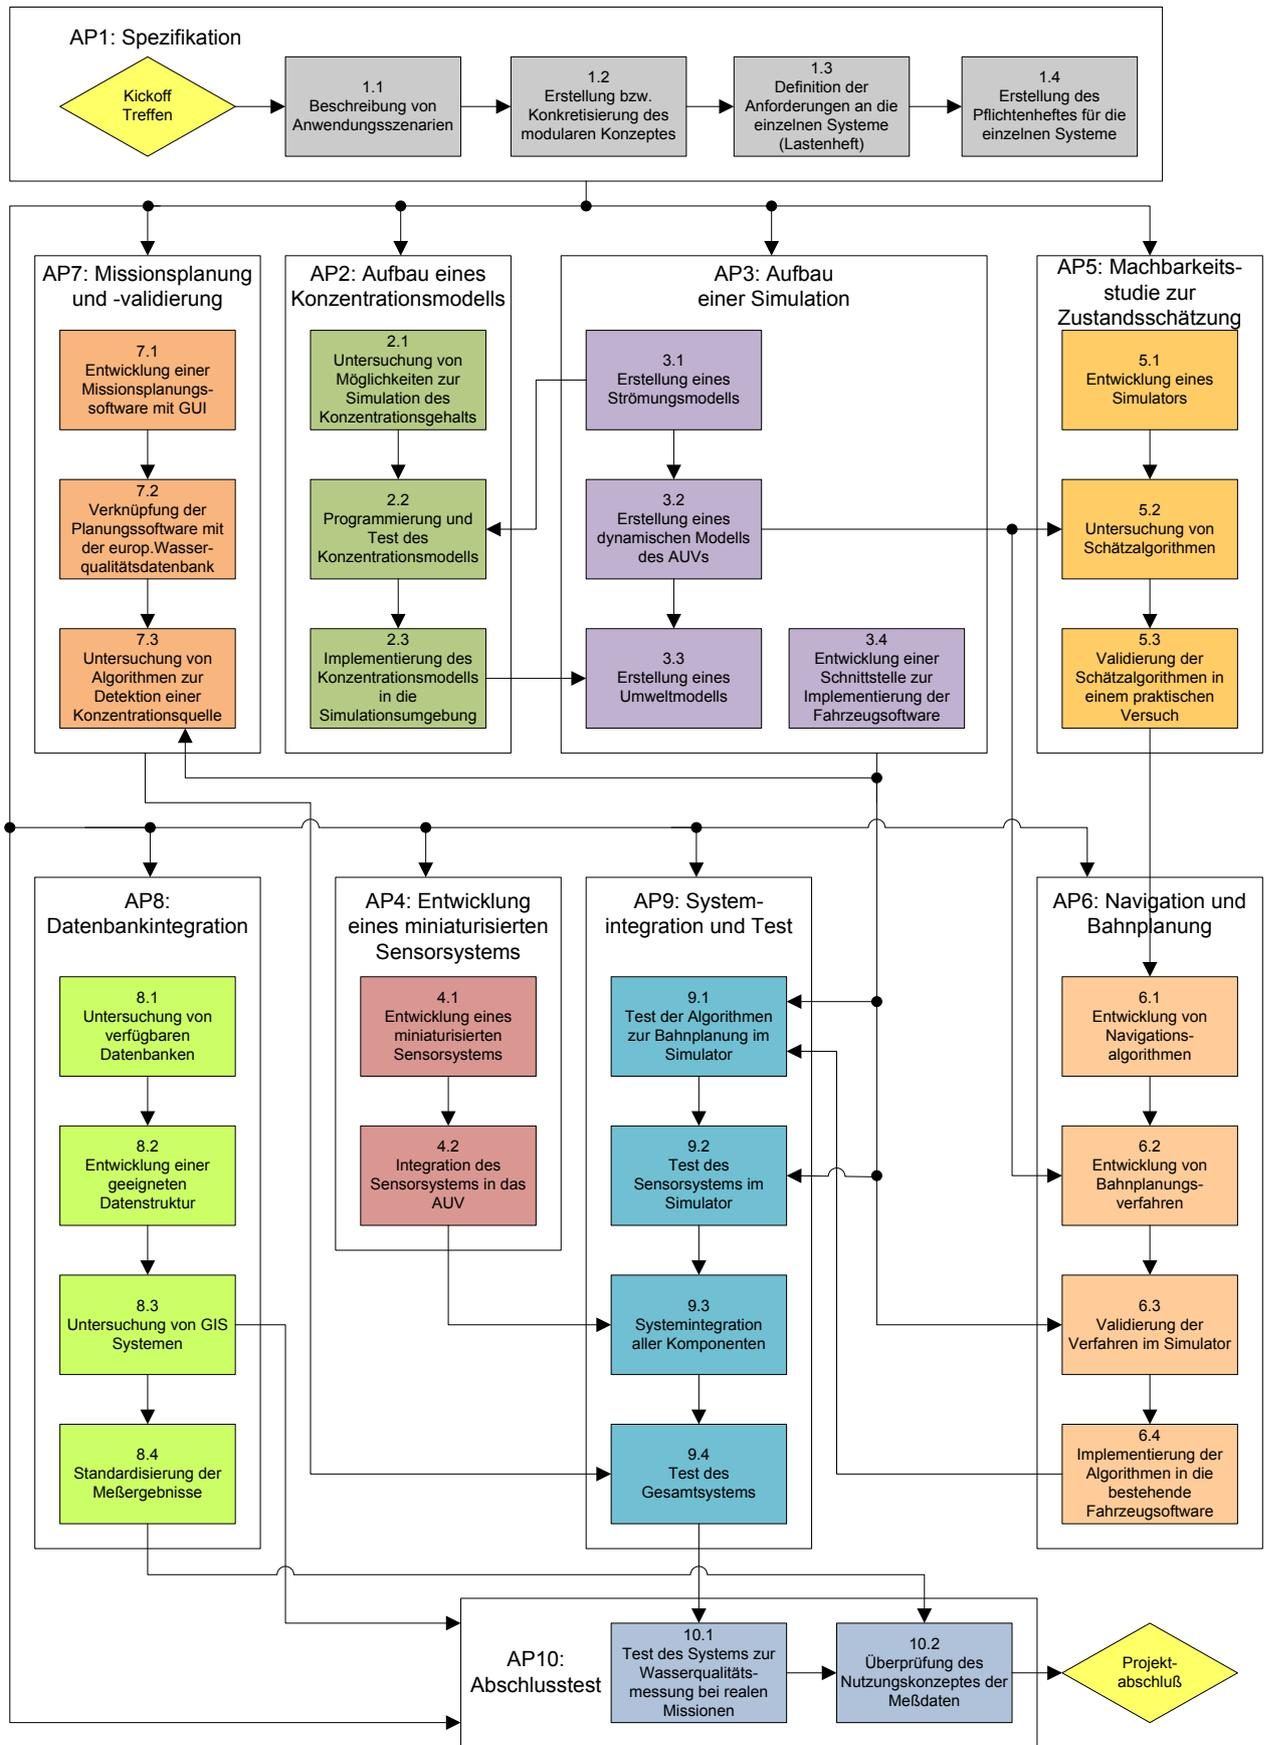 AP1: Spezifikation
Kickoff
Treffen
1.1
Beschreibung von
Anwendungsszenarien
1.2
Erstellung bzw.
Konkretisierung des
modularen Konzeptes
1.3
Definition der
Anforderungen an die
einzelnen Systeme
(Lastenheft)
1.4
Erstellung des
Pflichtenheftes für die
einzelnen Systeme
AP7: Missionsplanung
und -validierung
7.1
Entwicklung einer
Missionsplanungs-
software mit GUI
7.2
Verknüpfung der
Planungssoftware mit
der europ.Wasser-
qualitätsdatenbank
7.3
Untersuchung von
Algorithmen zur
Detektion einer
Konzentrationsquelle
AP2: Aufbau eines
Konzentrationsmodells
2.1
Untersuchung von
Möglichkeiten zur
Simulation des
Konzentrationsgehalts
2.2
Programmierung und
Test des
Konzentrationsmodells
2.3
Implementierung des
Konzentrationsmodells
in die
Simulationsumgebung
AP3: Aufbau
einer Simulation
3.1
Erstellung eines
Strömungsmodells
3.2
Erstellung eines
dynamischen Modells
des AUVs
3.3
Erstellung eines
Umweltmodells
3.4
Entwicklung einer
Schnittstelle zur
Implementierung der
Fahrzeugsoftware
AP5: Machbarkeits-
studie zur
Zustandsschätzung
5.1
Entwicklung eines
Simulators
5.2
Untersuchung von
Schätzalgorithmen
5.3
Validierung der
Schätzalgorithmen in
einem praktischen
Versuch
AP8:
Datenbankintegration
8.1
Untersuchung von
verfügbaren
Datenbanken
8.2
Entwicklung einer
geeigneten
Datenstruktur
8.3
Untersuchung von GIS
Systemen
8.4
Standardisierung der
Meßergebnisse
AP4: Entwicklung
eines miniaturisierten
Sensorsystems
4.1
Entwicklung eines
miniaturisierten
Sensorsystems
4.2
Integration des
Sensorsystems in das
AUV
AP9: System-
integration und Test
9.1
Test der Algorithmen
zur Bahnplanung im
Simulator
9.2
Test des
Sensorsystems im
Simulator
9.3
Systemintegration
aller Komponenten
9.4
Test des
Gesamtsystems
AP6: Navigation und
Bahnplanung
6.1
Entwicklung von
Navigations-
algorithmen
6.2
Entwicklung von
Bahnplanungs-
verfahren
6.3
Validierung der
Verfahren im Simulator
6.4
Implementierung der
Algorithmen in die
bestehende
Fahrzeugsoftware
AP10:
Abschlusstest
10.1
Test des Systems zur
Wasserqualitäts-
messung bei realen
Missionen
10.2
Überprüfung des
Nutzungskonzeptes der
Meßdaten
Projekt-
abschluß